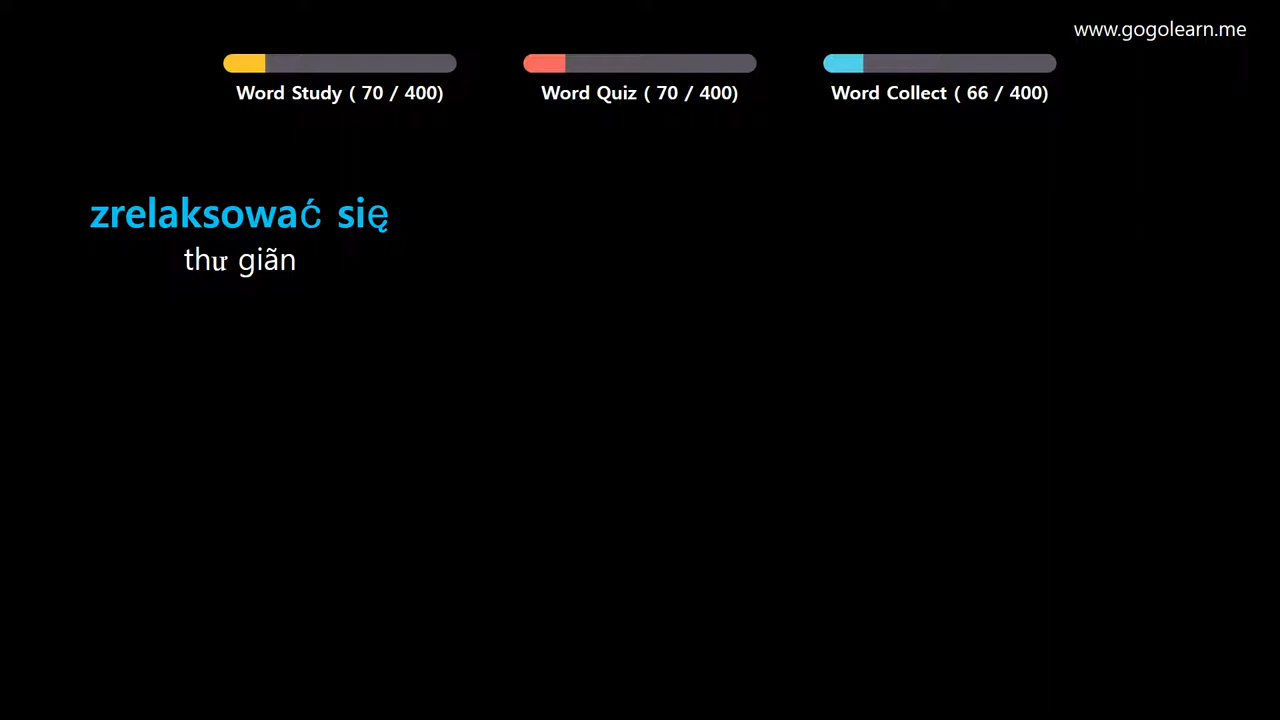 www.gogolearn.me
Word Study ( 70 / 400)
Word Quiz ( 70 / 400)
Word Collect ( 66 / 400)
zrelaksować się
thư giãn